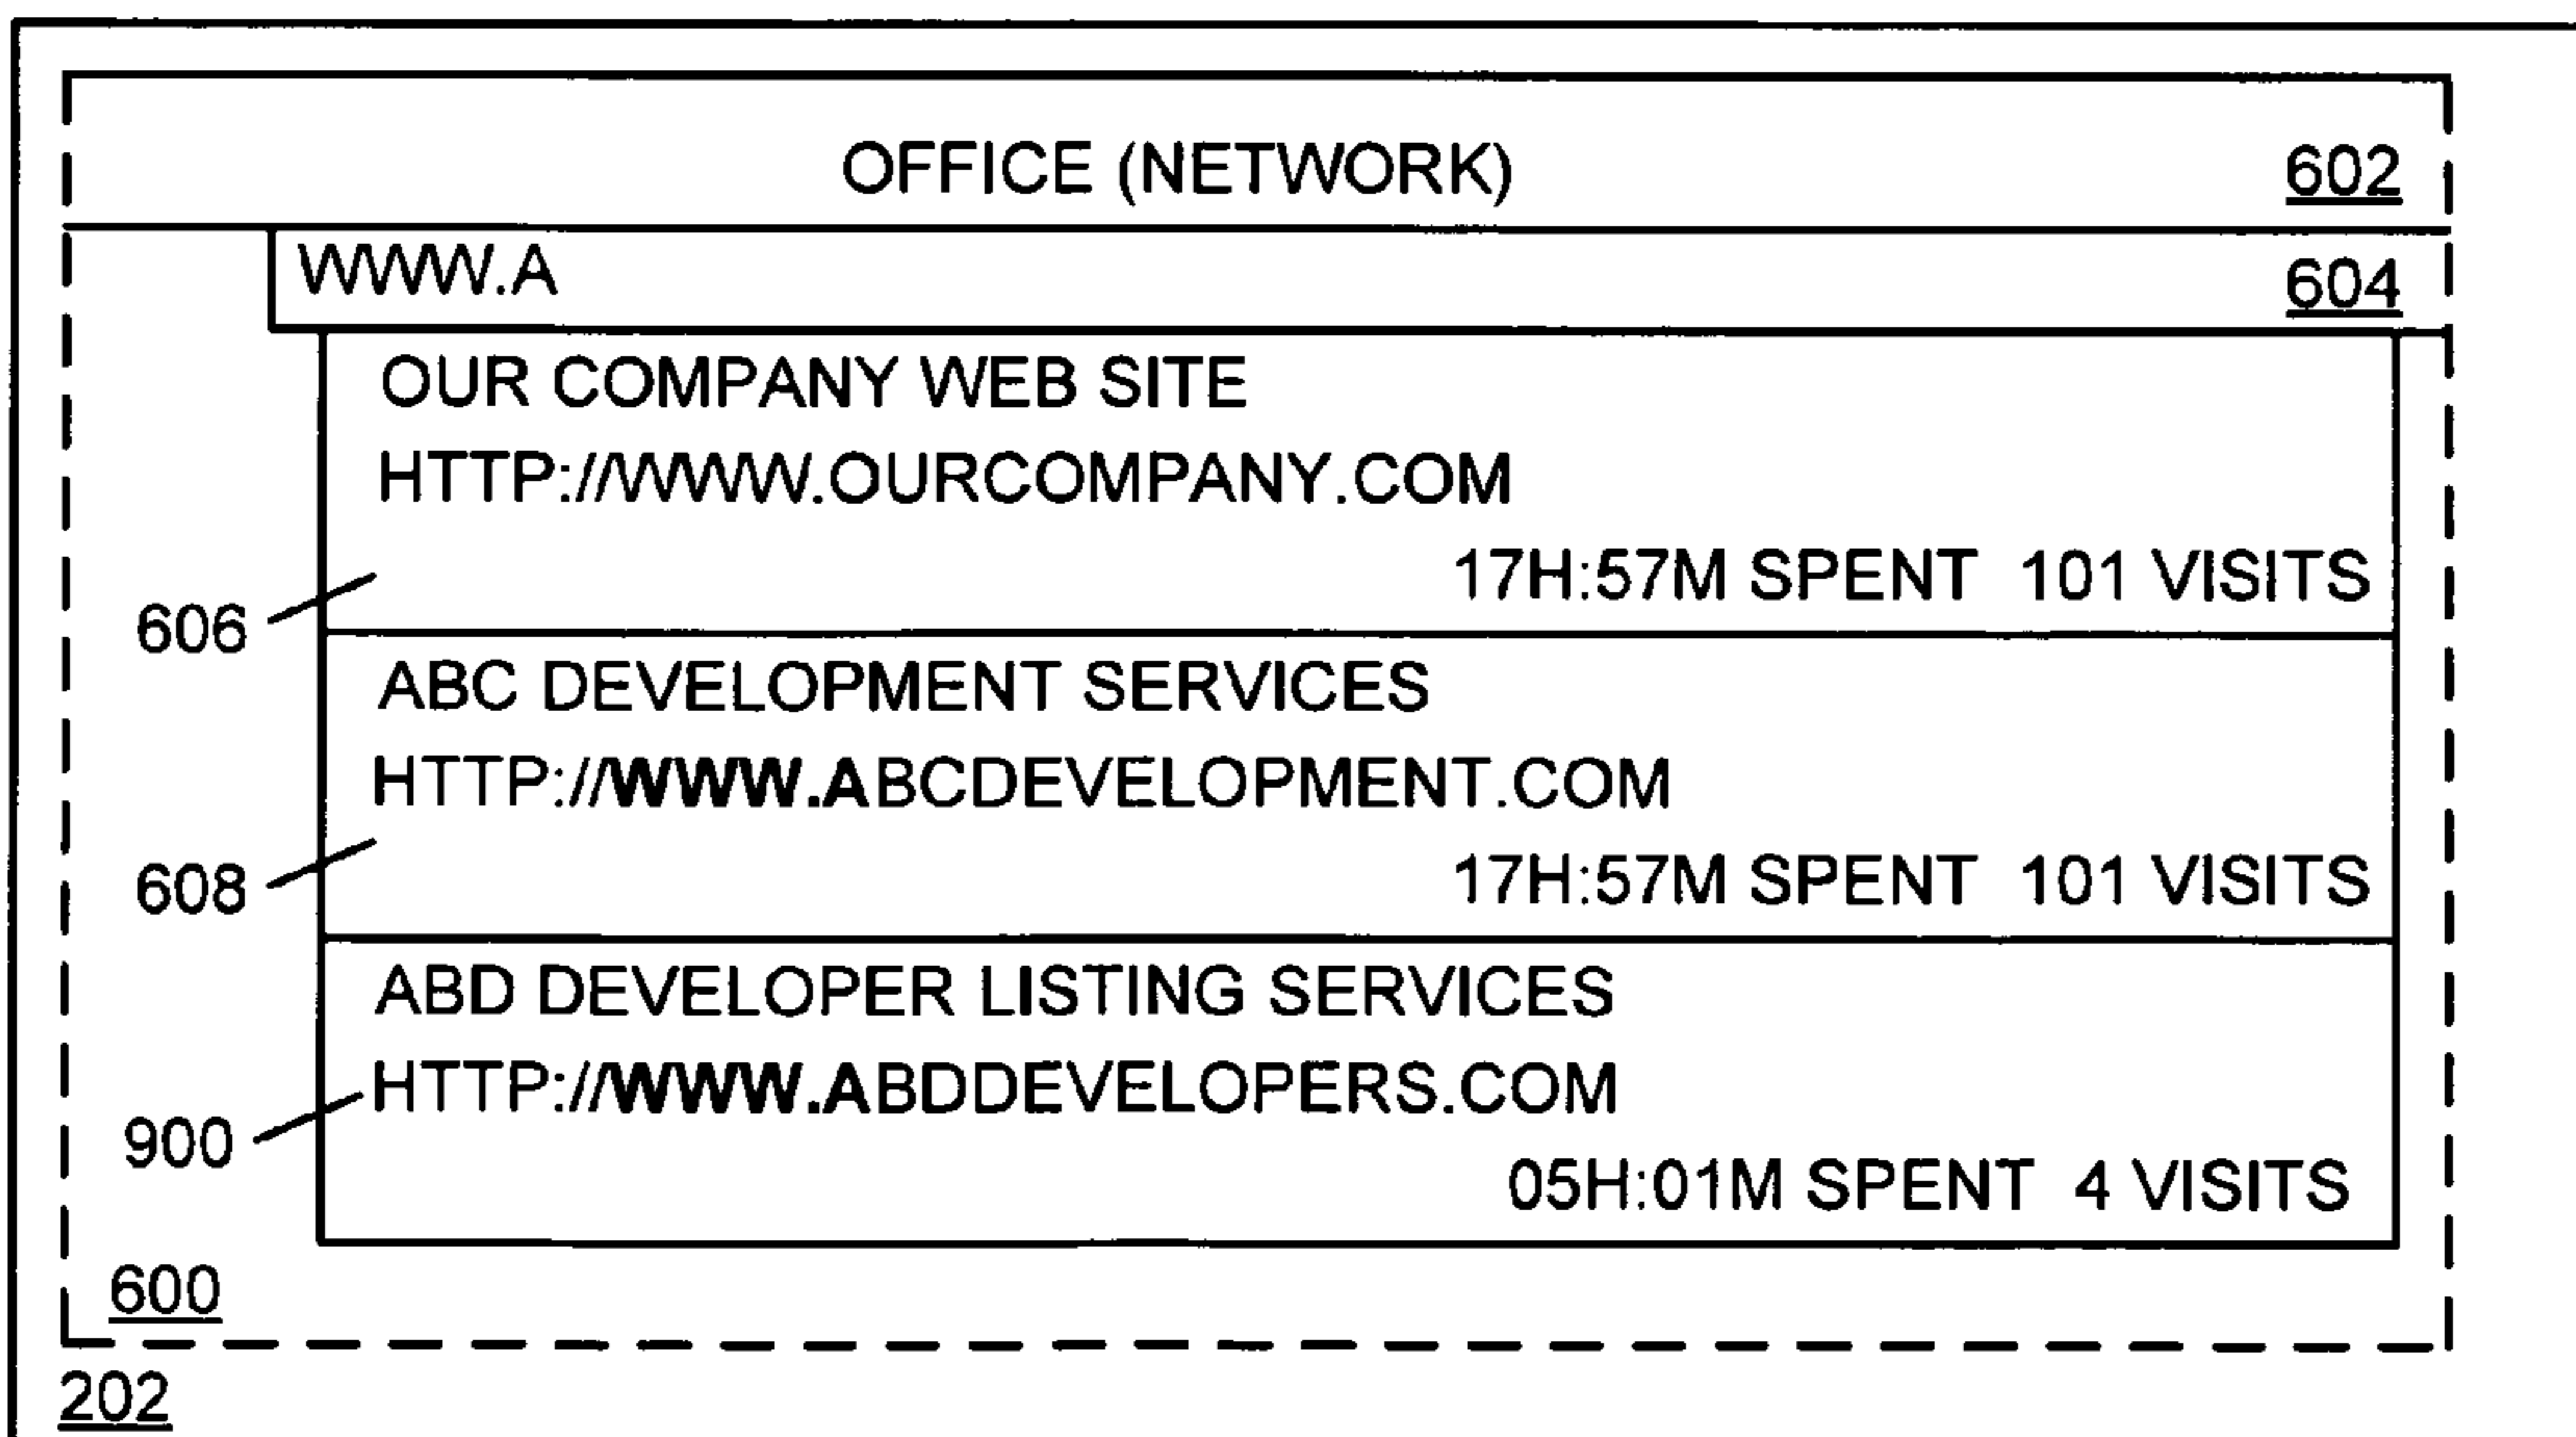 OFFICE (NETWORK) 602
WWW.A 604
OUR COMPANY WEB SITE
HTTP://WWW.OURCOMPANY.COM
17H:57M SPENT 101 VISITS
606
ABC DEVELOPMENT SERVICES
HTTP://WWW.ABCDEVELOPMENT.COM
17H:57M SPENT 101 VISITS
608
ABD DEVELOPER LISTING SERVICES
HTTP://WWW.ABDDEVELOPERS.COM
900
05H:01M SPENT 4 VISITS
600
202